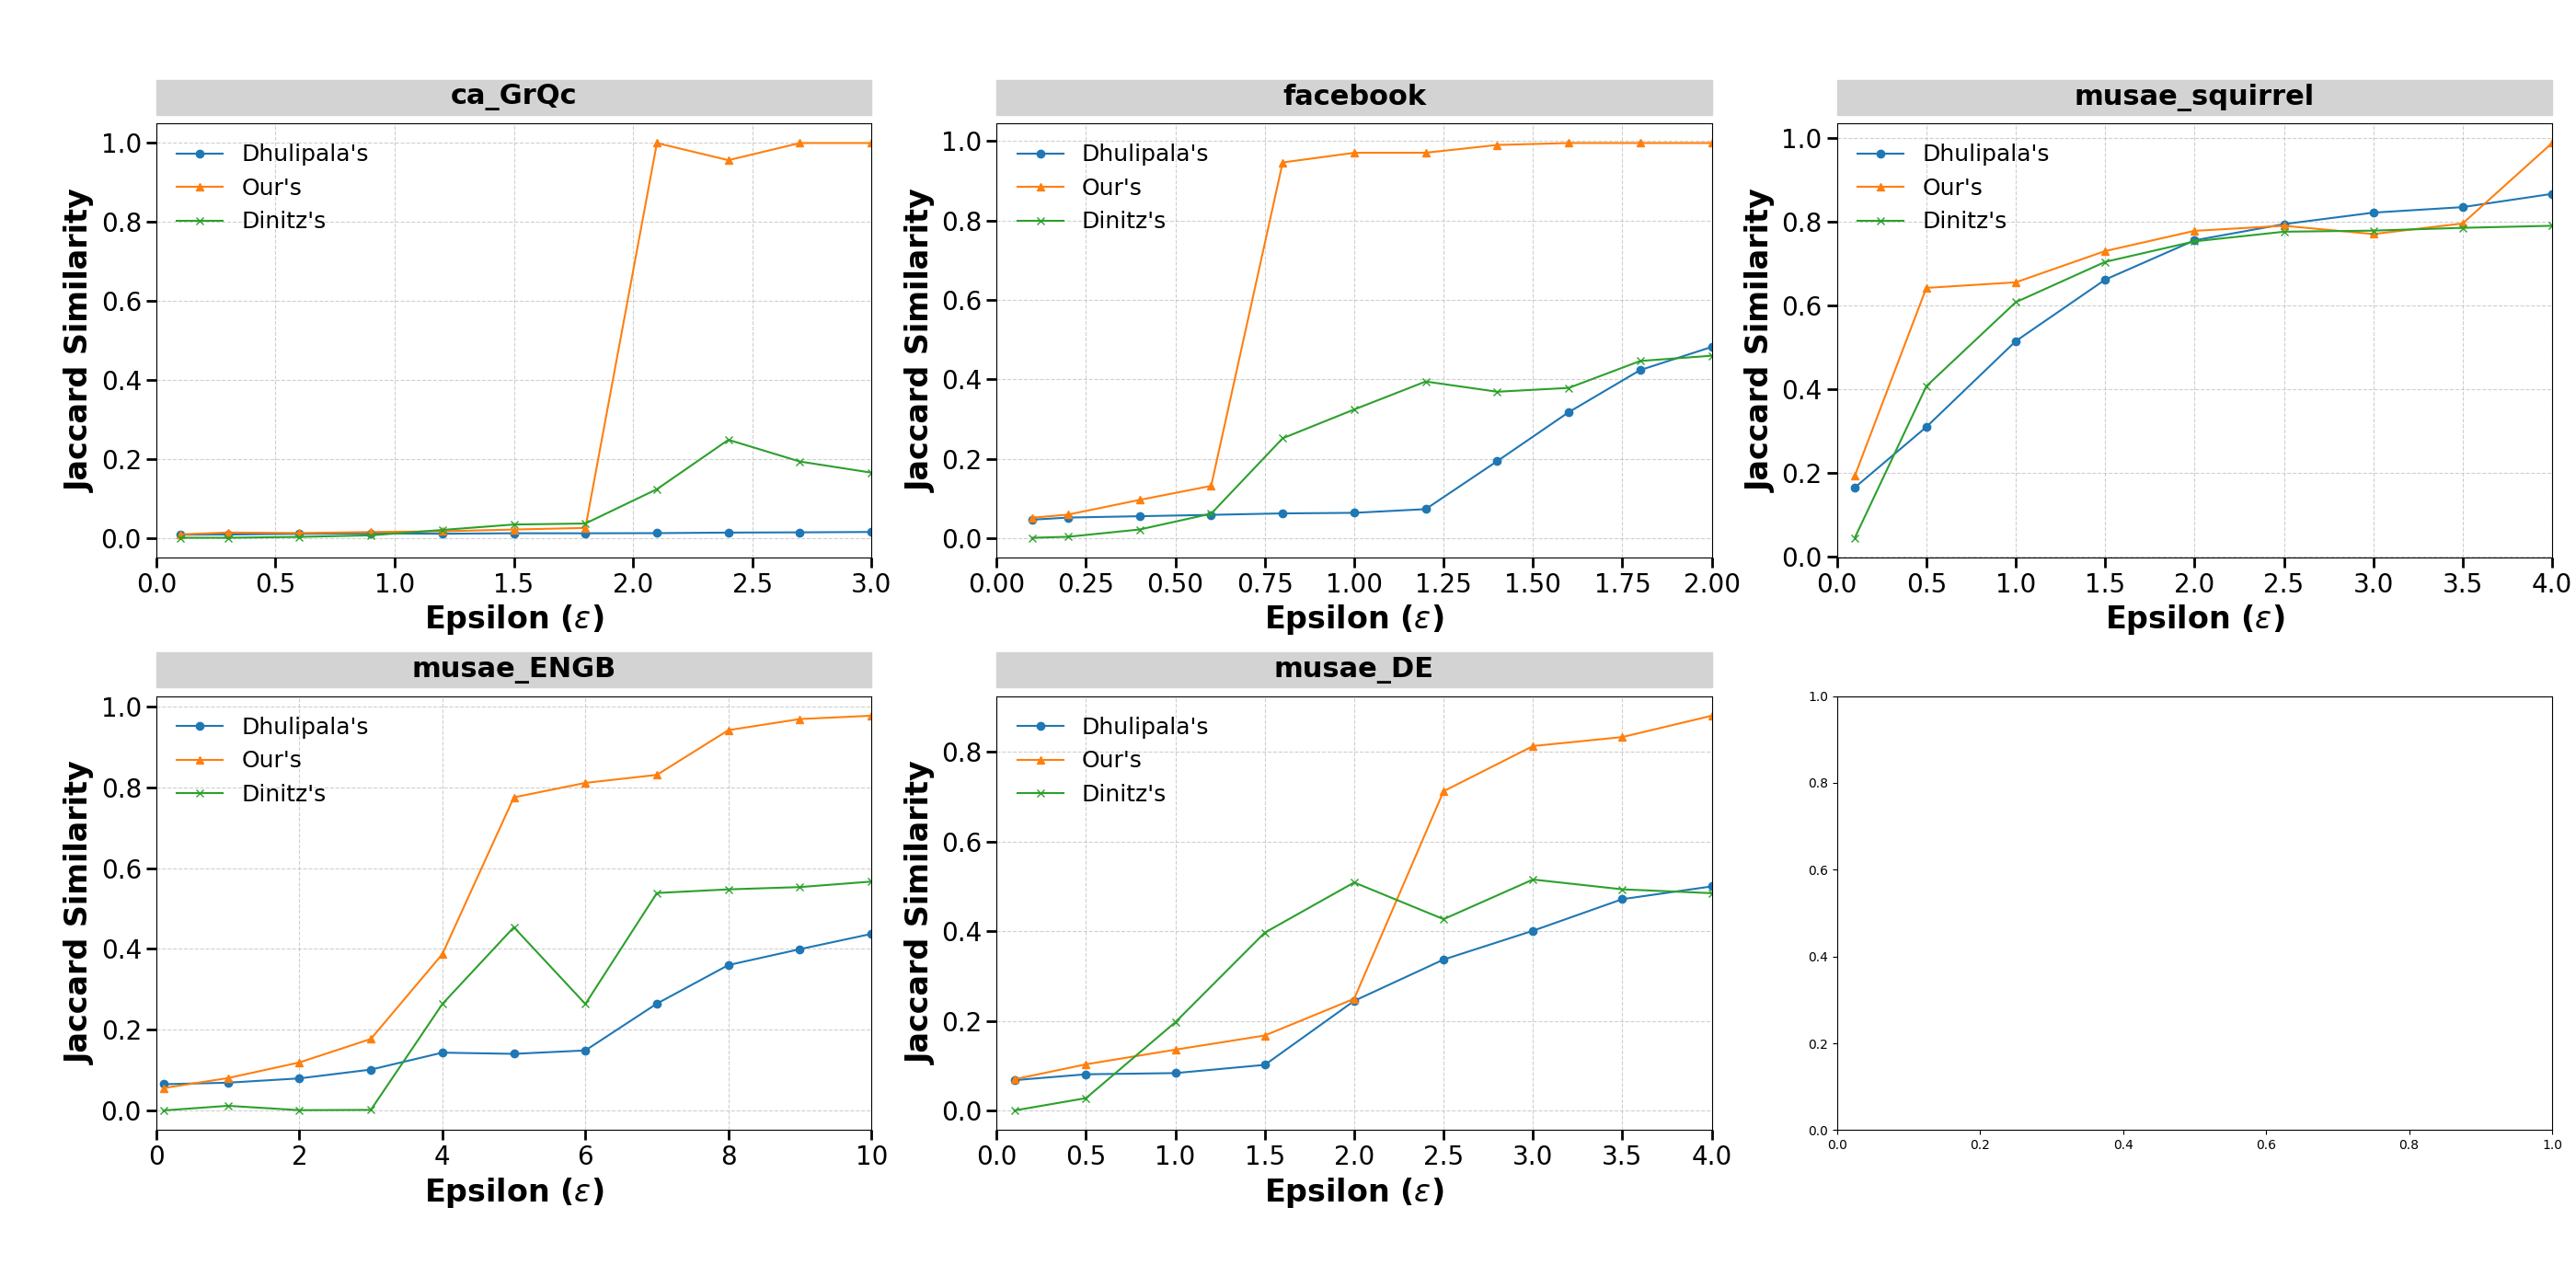 ca_GrQc
1.0
0.8
0.6
0.4
0.2
0.0
Jaccard Similarity
Dhulipala's
Our's
Dinitz's
0.0 0.5 1.0 1.5 2.0 2.5 3.0
Epsilon (ε)
facebook
1.0
0.8
0.6
0.4
0.2
0.0
Jaccard Similarity
Dhulipala's
Our's
Dinitz's
0.00 0.25 0.50 0.75 1.00 1.25 1.50 1.75 2.00
Epsilon (ε)
musae_squirrel
1.0
0.8
0.6
0.4
0.2
0.0
Jaccard Similarity
Dhulipala's
Our's
Dinitz's
0.0 0.5 1.0 1.5 2.0 2.5 3.0 3.5 4.0
Epsilon (ε)
musae_ENGB
1.0
0.8
0.6
0.4
0.2
0.0
Jaccard Similarity
Dhulipala's
Our's
Dinitz's
0 2 4 6 8 10
Epsilon (ε)
musae_DE
0.8
0.6
0.4
0.2
0.0
Jaccard Similarity
Dhulipala's
Our's
Dinitz's
0.0 0.5 1.0 1.5 2.0 2.5 3.0 3.5 4.0
Epsilon (ε)
1.0
0.8
0.6
0.4
0.2
0.0
0.0 0.2 0.4 0.6 0.8 1.0